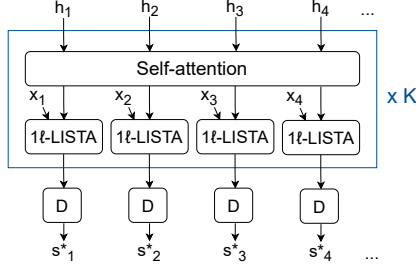 h1 h2 h3 h4 ...
Self-attention
x K
x1 x2 x3 x4
1ℓ-LISTA 1ℓ-LISTA 1ℓ-LISTA 1ℓ-LISTA
D D D D
s*1 s*2 s*3 s*4 ...